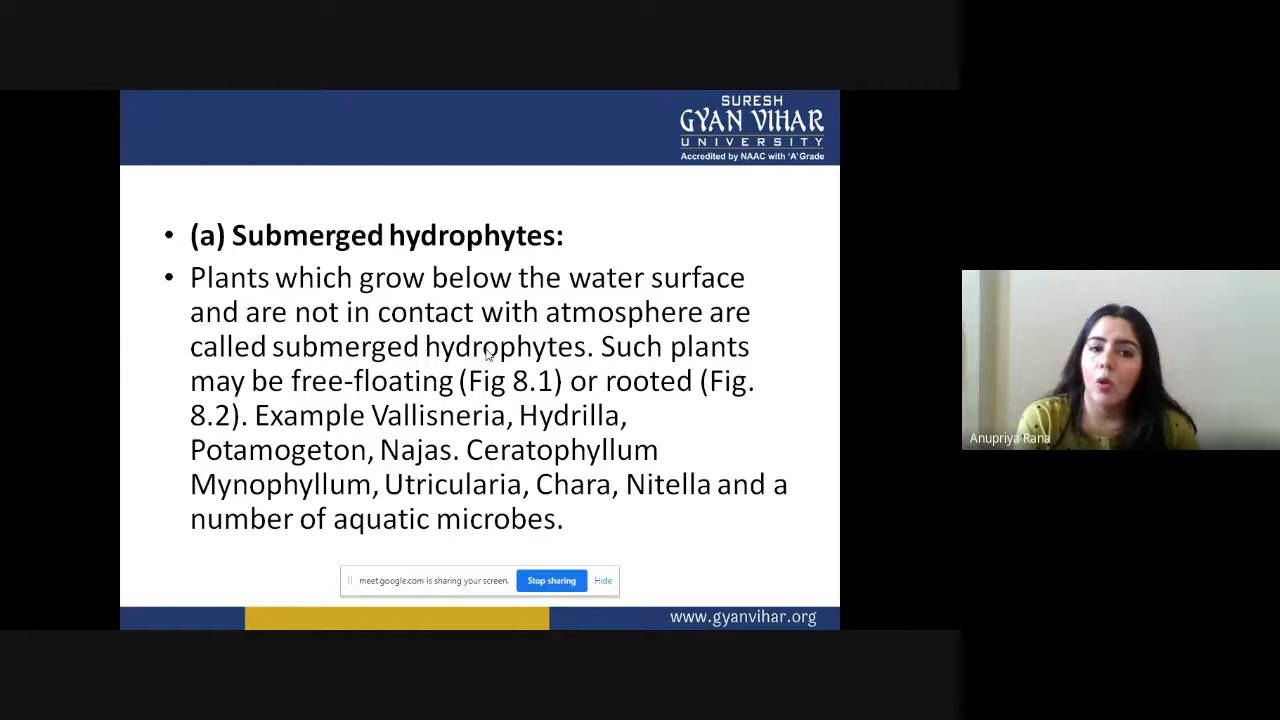 SURESH
GYAN VIHAR
UNIVERSITY
Accredited by NAAC with 'A' Grade
• (a) Submerged hydrophytes:
• Plants which grow below the water surface
and are not in contact with atmosphere are
called submerged hydrophytes. Such plants
may be free-floating (Fig 8.1) or rooted (Fig.
8.2). Example Vallisneria, Hydrilla,
Potamogeton, Najas. Ceratophyllum
Mynophyllum, Utricularia, Chara, Nitella and a
number of aquatic microbes.
meet.google.com is sharing your screen. Stop sharing Hide
www.gyanvihar.org
Anupriya Rana